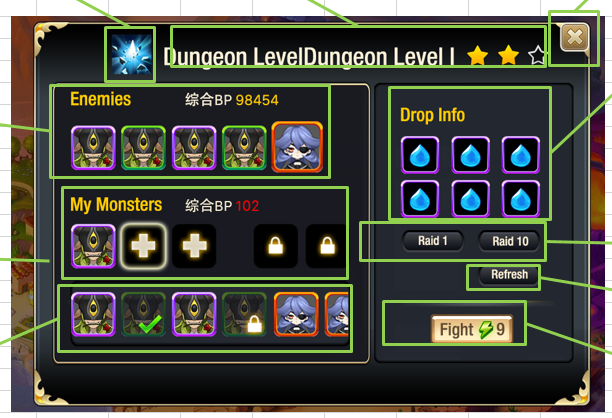 Dungeon LevelDungeon Level I
Enemies 综合BP 98454
Drop Info
My Monsters 综合BP 102
Raid 1 Raid 10
Refresh
Fight 9